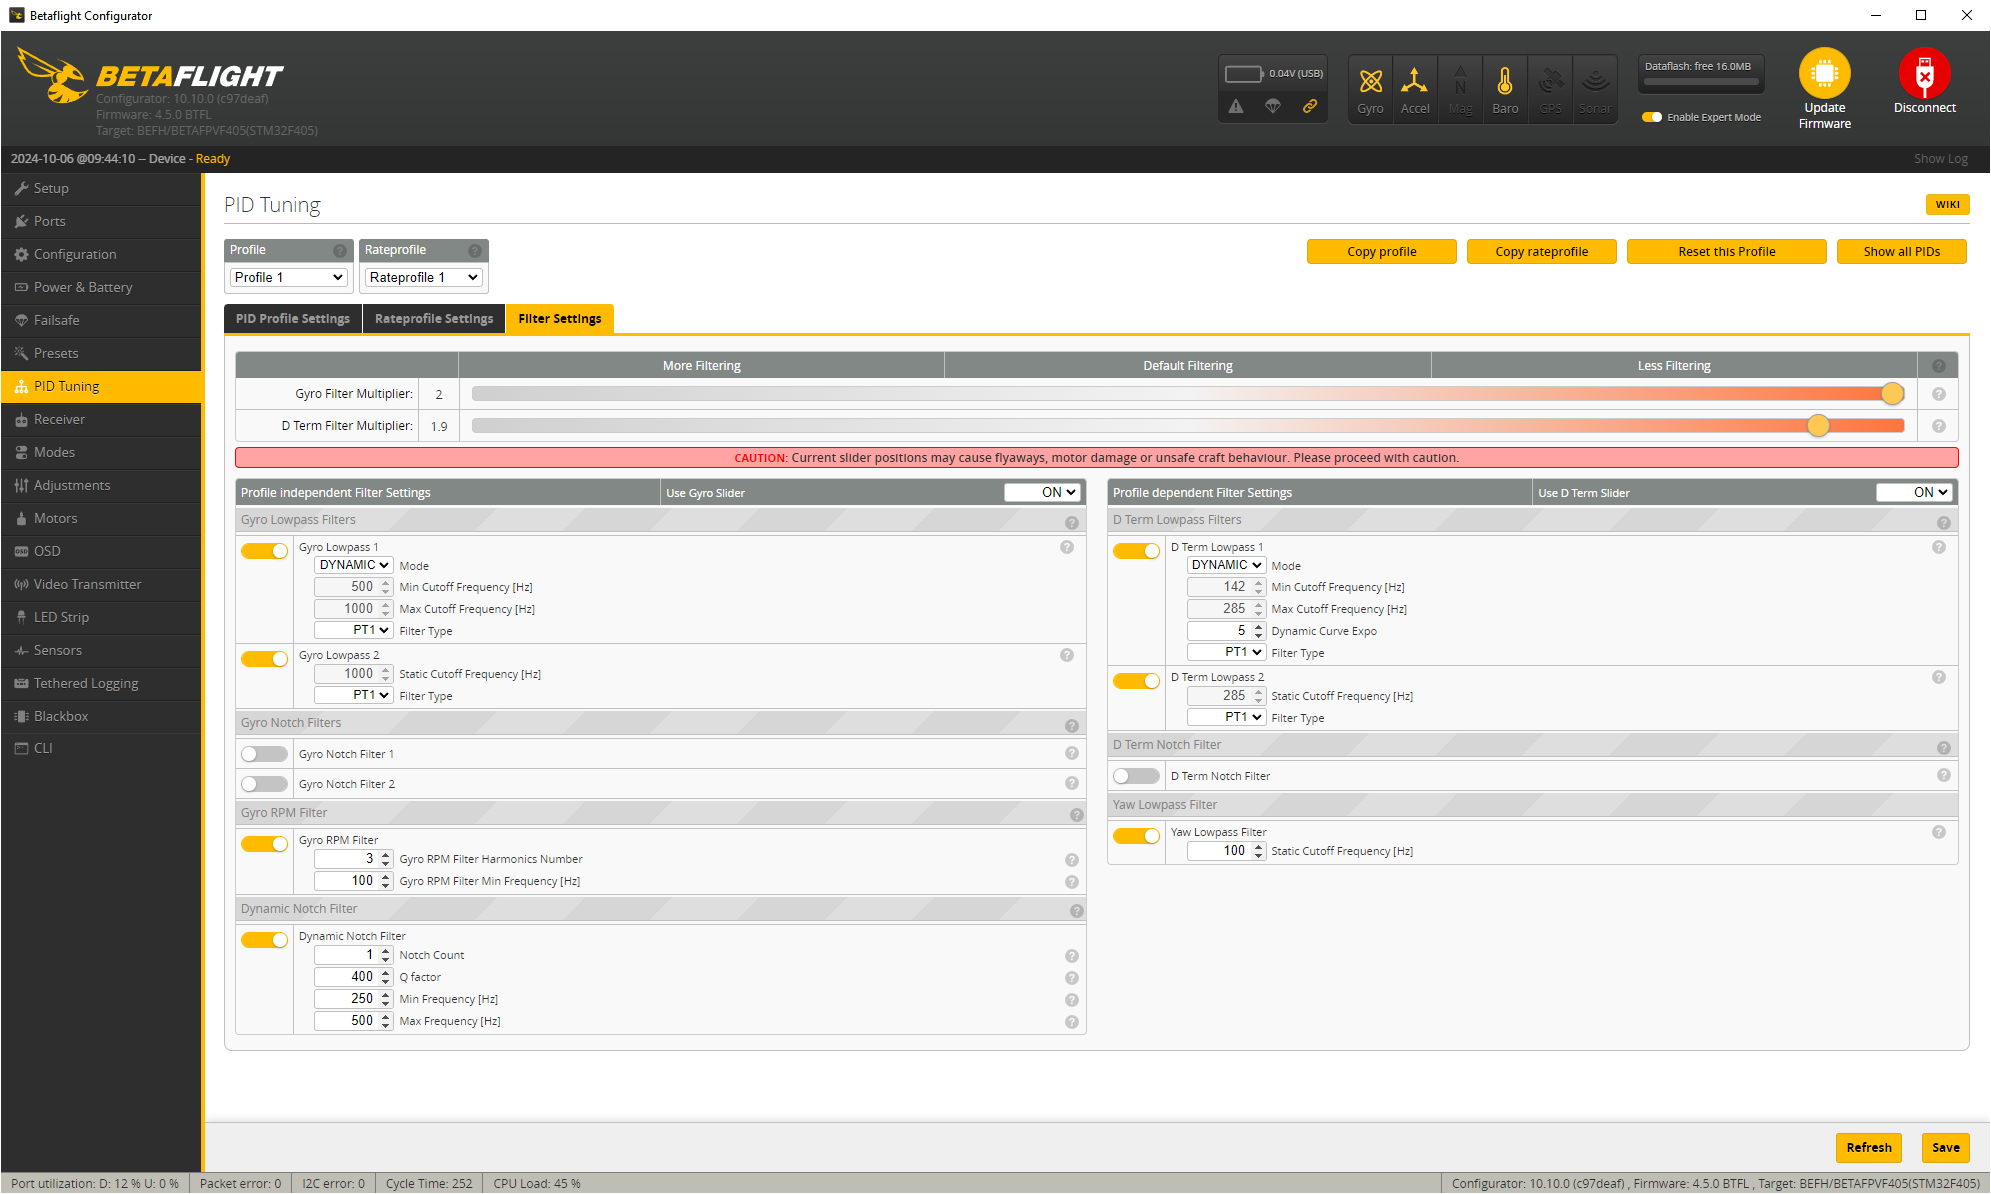 Betaflight Configurator
BETAFLIGHT
Configurator: 10.10.0 (c97deaf)
Firmware: 4.5.0 BTFL
Target: BEFH/BETAFPVF405(STM32F405)
0.04V (USB)
Gyro
Accel
N
Mag
Baro
GPS
Sonar
Dataflash: free 16.0MB
Enable Expert Mode
Update
Firmware
Disconnect
2024-10-06 @09:44:10 -- Device - Ready
Show Log
Setup
Ports
Configuration
Power & Battery
Failsafe
Presets
PID Tuning
Receiver
Modes
Adjustments
Motors
OSD
Video Transmitter
LED Strip
Sensors
Tethered Logging
Blackbox
CLI
PID Tuning
WIKI
Profile
Profile 1
Rateprofile
Rateprofile 1
Copy profile
Copy rateprofile
Reset this Profile
Show all PIDs
PID Profile Settings
Rateprofile Settings
Filter Settings
More Filtering
Default Filtering
Less Filtering
Gyro Filter Multiplier: 2
D Term Filter Multiplier: 1.9
CAUTION: Current slider positions may cause flyaways, motor damage or unsafe craft behaviour. Please proceed with caution.
Profile independent Filter Settings
Use Gyro Slider
ON
Gyro Lowpass Filters
Gyro Lowpass 1
DYNAMIC Mode
500 Min Cutoff Frequency [Hz]
1000 Max Cutoff Frequency [Hz]
PT1 Filter Type
Gyro Lowpass 2
1000 Static Cutoff Frequency [Hz]
PT1 Filter Type
Gyro Notch Filters
Gyro Notch Filter 1
Gyro Notch Filter 2
Gyro RPM Filter
Gyro RPM Filter
3 Gyro RPM Filter Harmonics Number
100 Gyro RPM Filter Min Frequency [Hz]
Dynamic Notch Filter
Dynamic Notch Filter
1 Notch Count
400 Q factor
250 Min Frequency [Hz]
500 Max Frequency [Hz]
Profile dependent Filter Settings
Use D Term Slider
ON
D Term Lowpass Filters
D Term Lowpass 1
DYNAMIC Mode
142 Min Cutoff Frequency [Hz]
285 Max Cutoff Frequency [Hz]
5 Dynamic Curve Expo
PT1 Filter Type
D Term Lowpass 2
285 Static Cutoff Frequency [Hz]
PT1 Filter Type
D Term Notch Filter
D Term Notch Filter
Yaw Lowpass Filter
Yaw Lowpass Filter
100 Static Cutoff Frequency [Hz]
Refresh
Save
Port utilization: D: 12 % U: 0 %
Packet error: 0
I2C error: 0
Cycle Time: 252
CPU Load: 45 %
Configurator: 10.10.0 (c97deaf) , Firmware: 4.5.0 BTFL , Target: BEFH/BETAFPVF405(STM32F405)